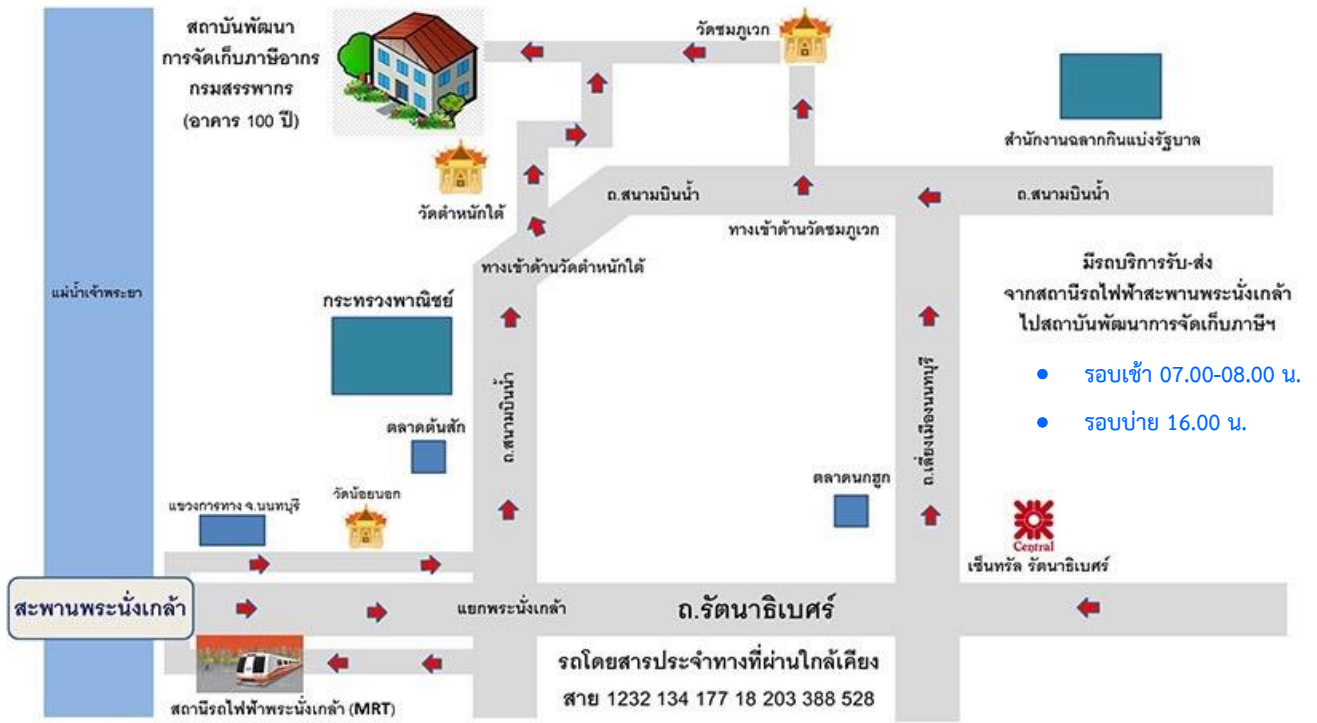 สถาบันพัฒนา
การจัดเก็บภาษีอากร
กรมสรรพากร
(อาคาร 100 ปี)
วัดชมภูเวก
สำนักงานฉลากกินแบ่งรัฐบาล
วัดตำหนักใต้
ถ.สนามบินน้ำ
ถ.สนามบินน้ำ
ทางเข้าด้านวัดชมภูเวก
ทางเข้าด้านวัดตำหนักใต้
แม่น้ำเจ้าพระยา
กระทรวงพาณิชย์
มีรถบริการรับ-ส่ง
จากสถานีรถไฟฟ้าสะพานพระนั่งเกล้า
ไปสถาบันพัฒนาการจัดเก็บภาษีฯ
• รอบเช้า 07.00-08.00 น.
• รอบบ่าย 16.00 น.
ถ.สนามบินน้ำ
ถ.เลี่ยงเมืองนนทบุรี
ตลาดต้นสัก
ตลาดนกฮูก
แขวงการทาง จ.นนทบุรี
วัดน้อยนอก
Central
เซ็นทรัล รัตนาธิเบศร์
สะพานพระนั่งเกล้า
แยกพระนั่งเกล้า
ถ.รัตนาธิเบศร์
รถโดยสารประจำทางที่ผ่านใกล้เคียง
สาย 1232 134 177 18 203 388 528
สถานีรถไฟฟ้าพระนั่งเกล้า (MRT)